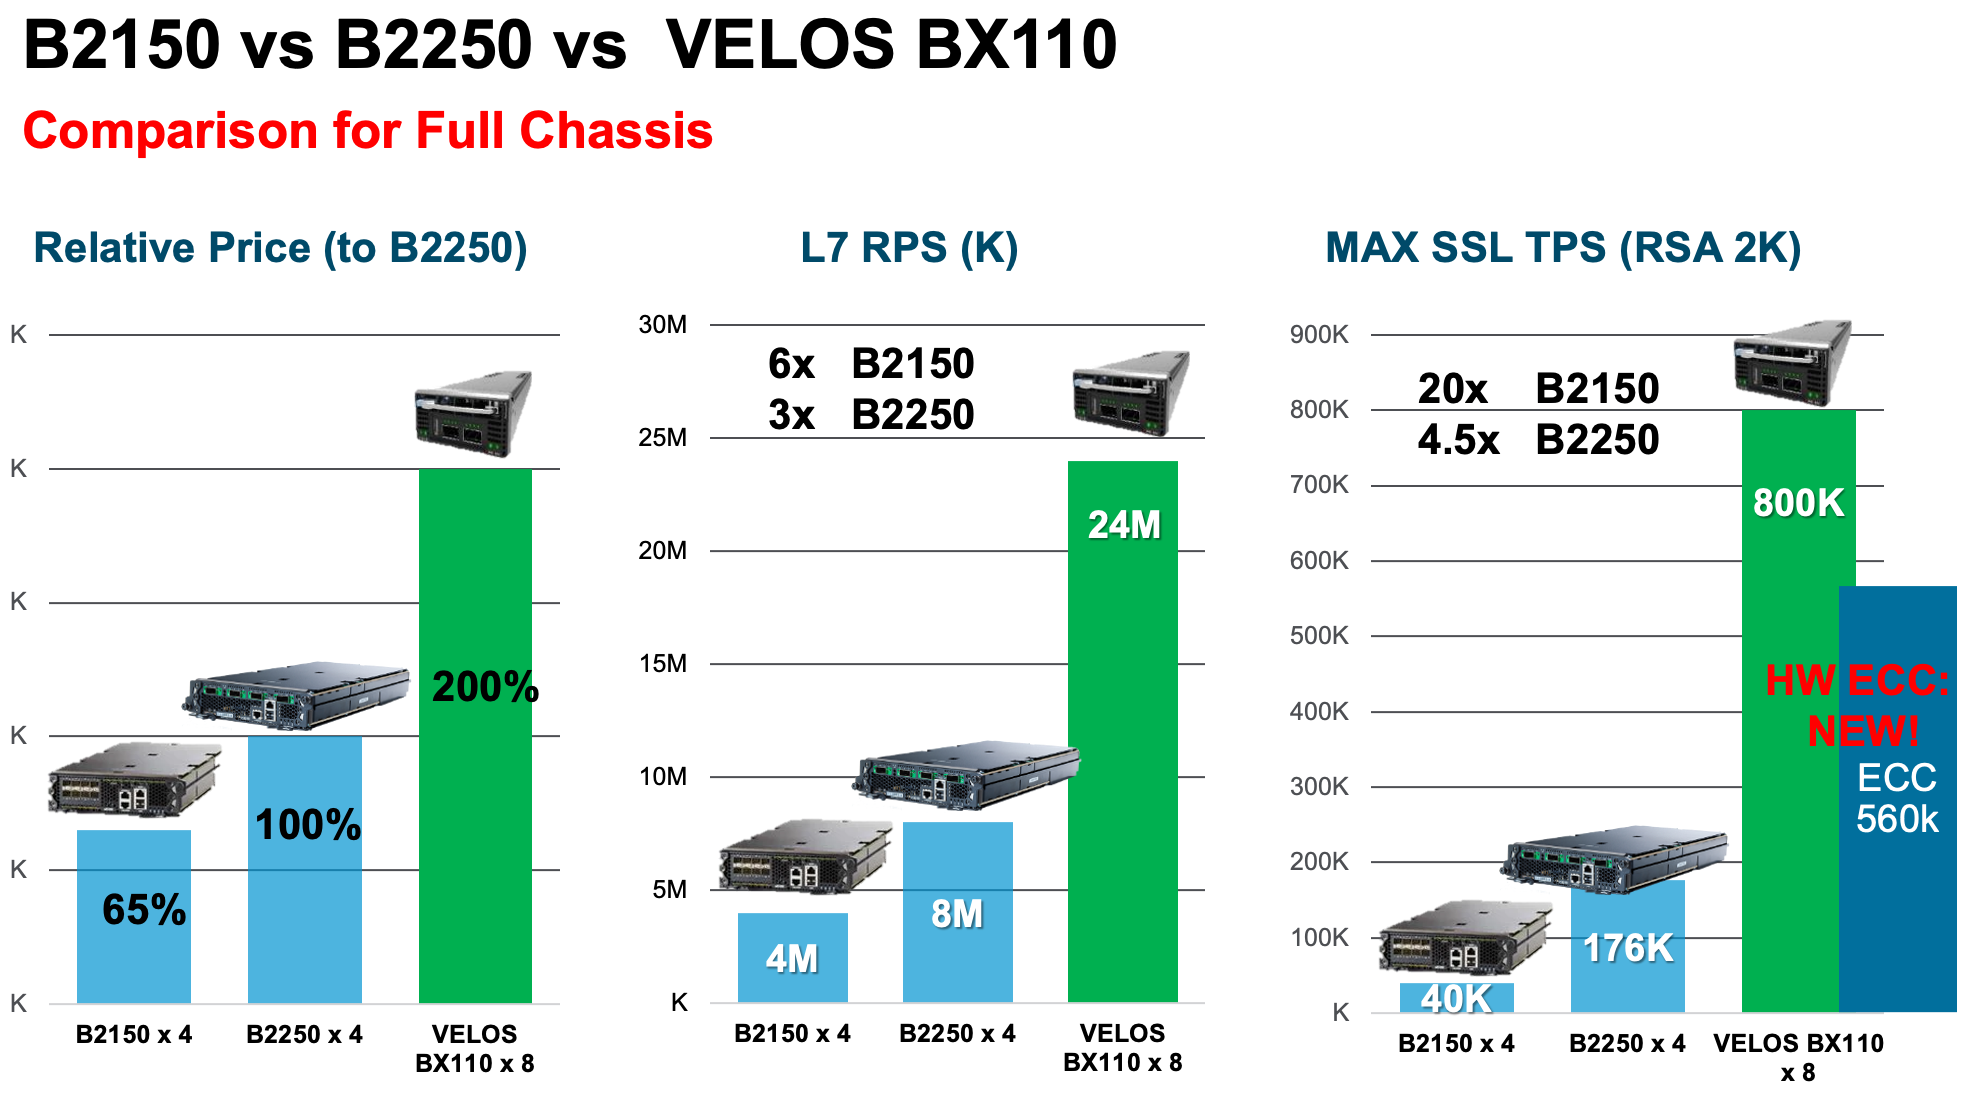 B2150 vs B2250 vs  VELOS BX110
Comparison for Full Chassis
Relative Price (to B2250)
K
K
K
K
K
K
65%
100%
200%
B2150 x 4
B2250 x 4
VELOS
BX110 x 8
L7 RPS (K)
30M
25M
20M
15M
10M
5M
K
6x B2150
3x B2250
4M
8M
24M
B2150 x 4
B2250 x 4
VELOS
BX110 x 8
MAX SSL TPS (RSA 2K)
900K
800K
700K
600K
500K
400K
300K
200K
100K
K
20x B2150
4.5x B2250
40K
176K
800K
HW ECC:
NEW!
ECC
560k
B2150 x 4
B2250 x 4
VELOS BX110
x 8